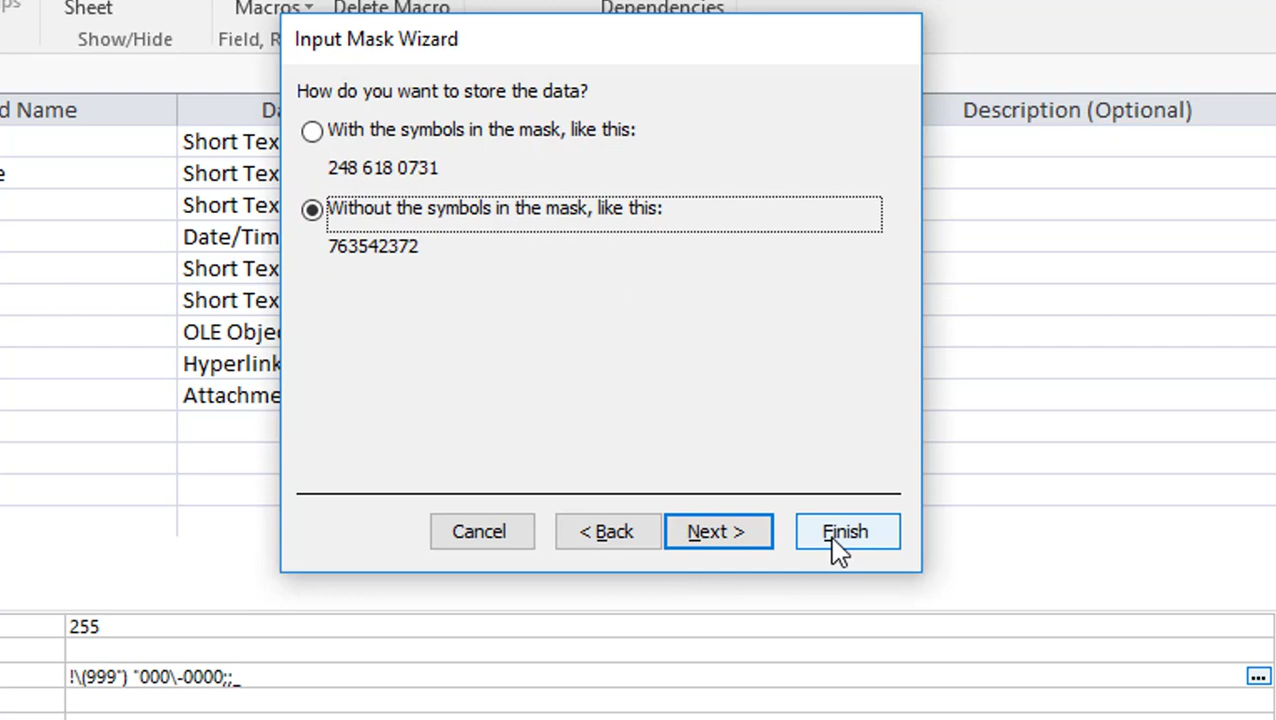 Sheet
Macros
Delete Macro
Dependencies
Show/Hide
Field, R
Input Mask Wizard
How do you want to store the data?
With the symbols in the mask, like this:
248 618 0731
Without the symbols in the mask, like this:
763542372
Cancel
< Back
Next >
Finish
d Name
Da
Description (Optional)
Short Tex
e
Short Tex
Short Tex
Date/Tim
Short Tex
Short Tex
OLE Objec
Hyperlink
Attachme
255
!\(999") "000\-0000;;_
...